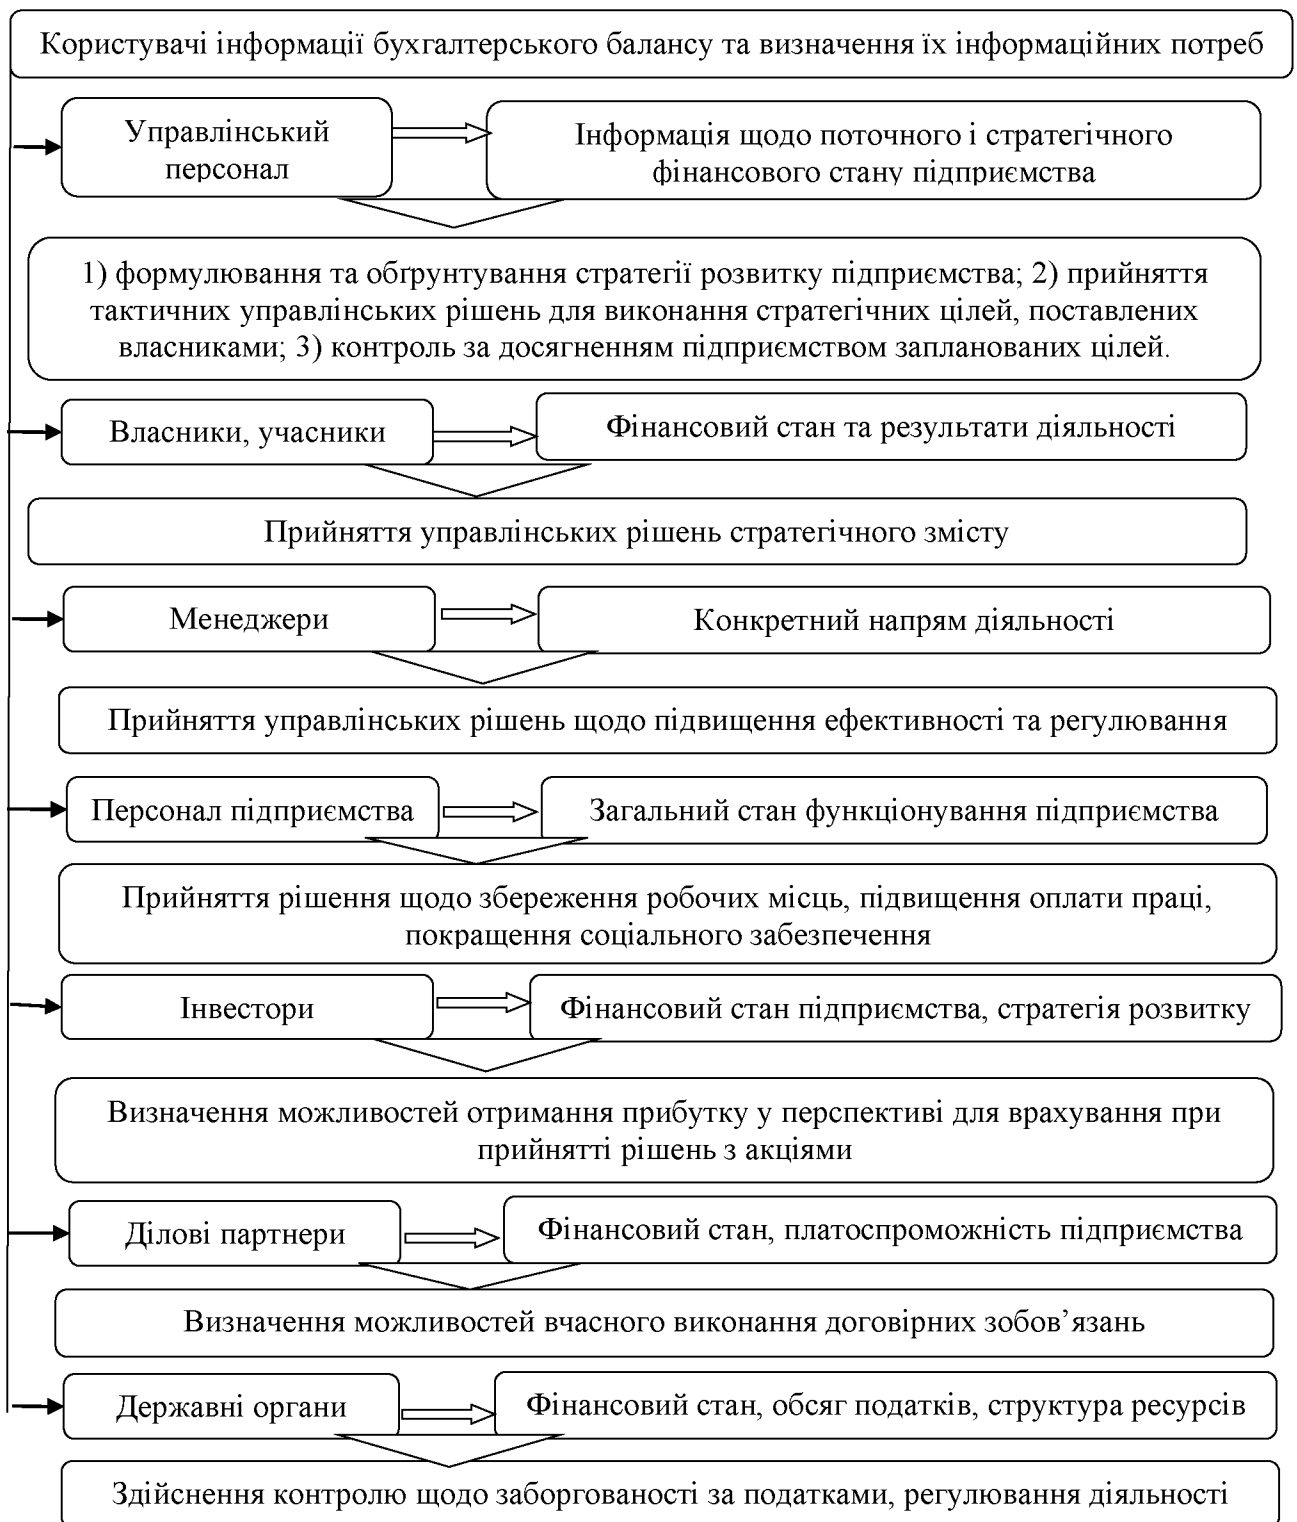 Користувачі інформації бухгалтерського балансу та визначення їх інформаційних потреб
Управлінський
персонал
Інформація щодо поточного і стратегічного
фінансового стану підприємства
1) формулювання та обґрунтування стратегії розвитку підприємства; 2) прийняття
тактичних управлінських рішень для виконання стратегічних цілей, поставлених
власниками; 3) контроль за досягненням підприємством запланованих цілей.
Власники, учасники
Фінансовий стан та результати діяльності
Прийняття управлінських рішень стратегічного змісту
Менеджери
Конкретний напрям діяльності
Прийняття управлінських рішень щодо підвищення ефективності та регулювання
Персонал підприємства
Загальний стан функціонування підприємства
Прийняття рішення щодо збереження робочих місць, підвищення оплати праці,
покращення соціального забезпечення
Інвестори
Фінансовий стан підприємства, стратегія розвитку
Визначення можливостей отримання прибутку у перспективі для врахування при
прийнятті рішень з акціями
Ділові партнери
Фінансовий стан, платоспроможність підприємства
Визначення можливостей вчасного виконання договірних зобов’язань
Державні органи
Фінансовий стан, обсяг податків, структура ресурсів
Здійснення контролю щодо заборгованості за податками, регулювання діяльності